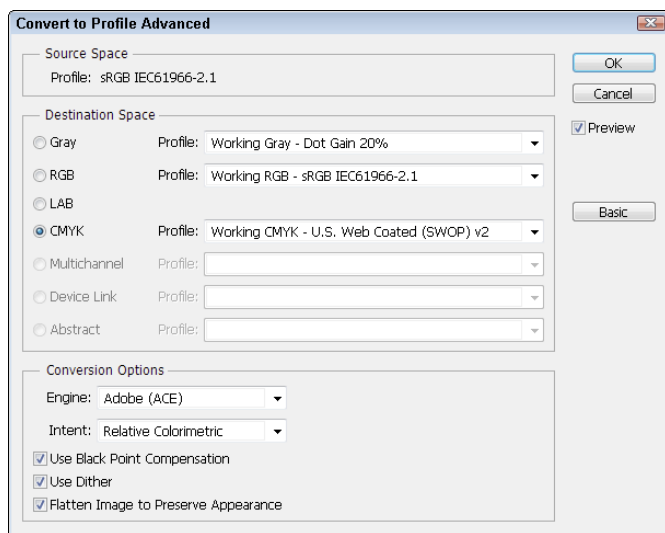 Convert to Profile Advanced
Source Space
Profile: sRGB IEC61966-2.1
OK
Cancel
Preview
Basic
Destination Space
Gray Profile: Working Gray - Dot Gain 20%
RGB Profile: Working RGB - sRGB IEC61966-2.1
LAB
CMYK Profile: Working CMYK - U.S. Web Coated (SWOP) v2
Multichannel Profile:
Device Link Profile:
Abstract Profile:
Conversion Options
Engine: Adobe (ACE)
Intent: Relative Colorimetric
Use Black Point Compensation
Use Dither
Flatten Image to Preserve Appearance